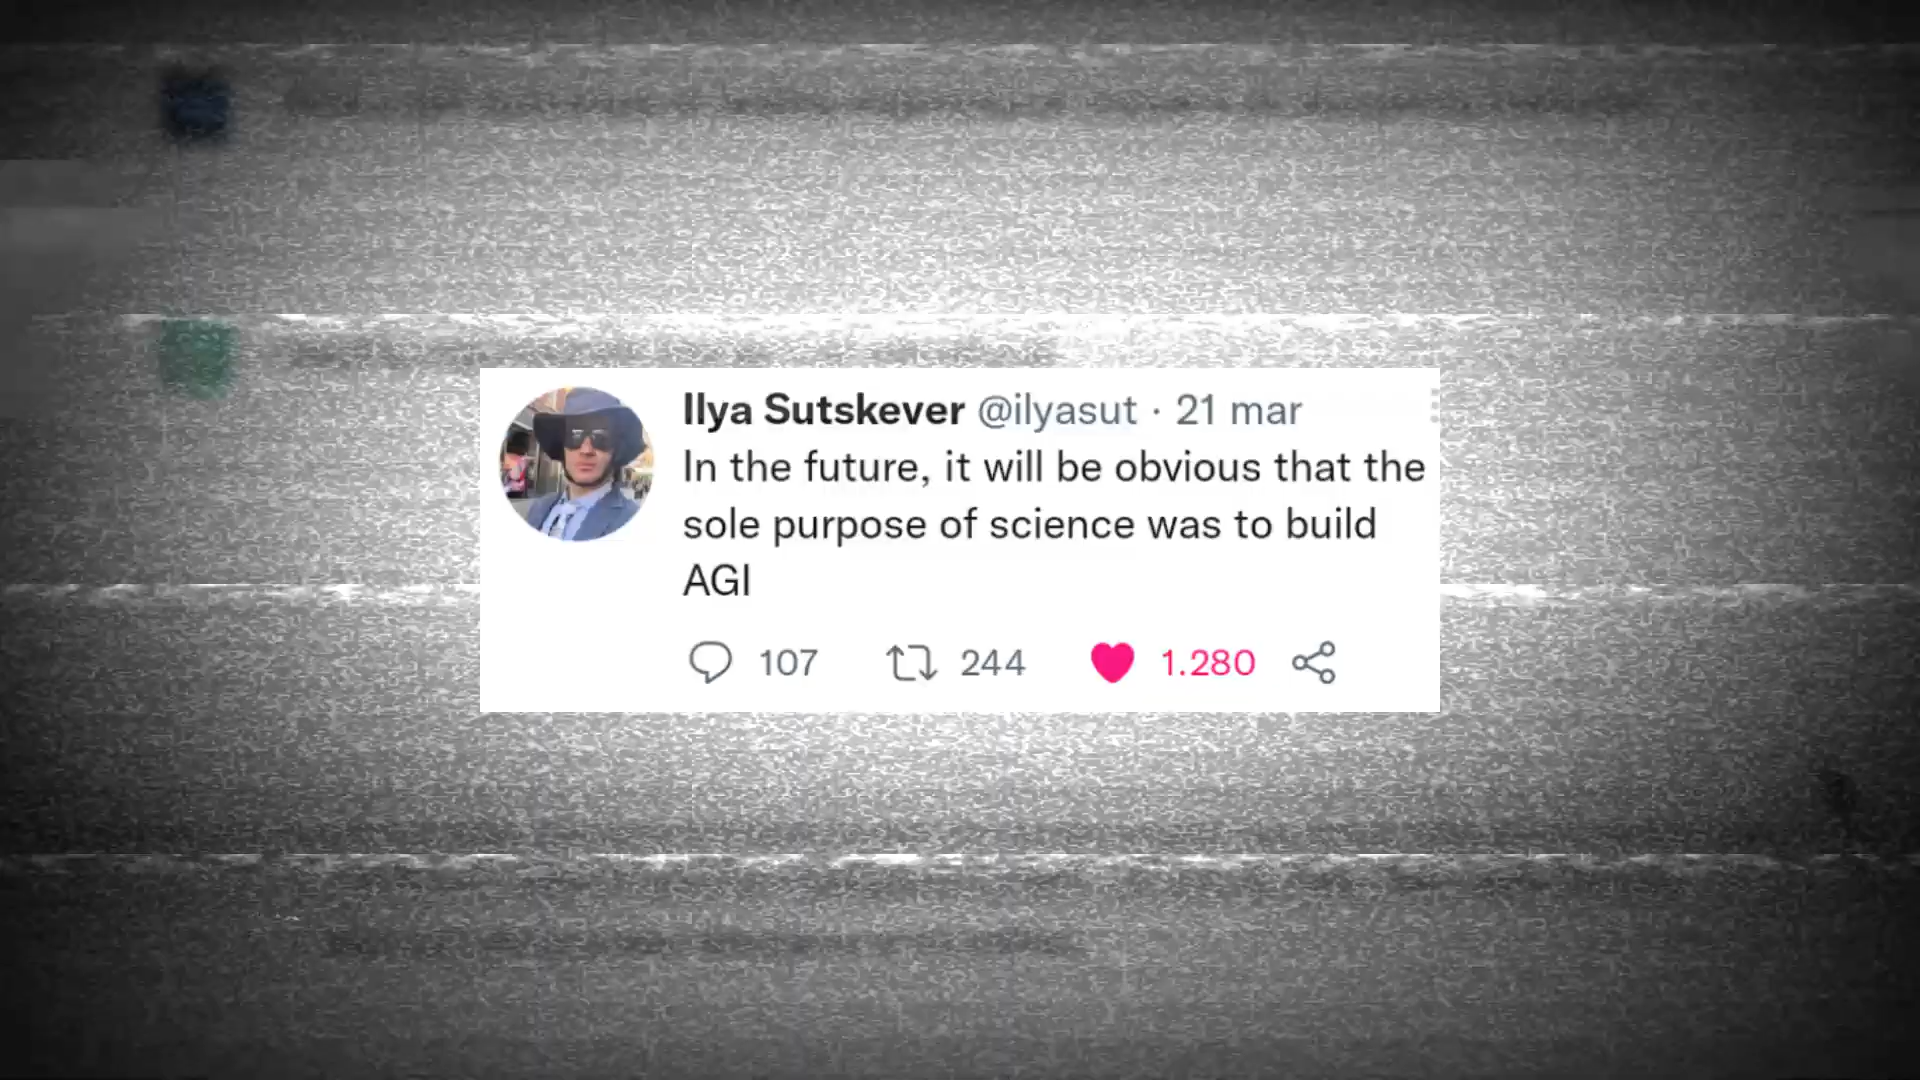 Ilya Sutskever @ilyasut · 21 mar
In the future, it will be obvious that the
sole purpose of science was to build
AGI
107 244 1.280